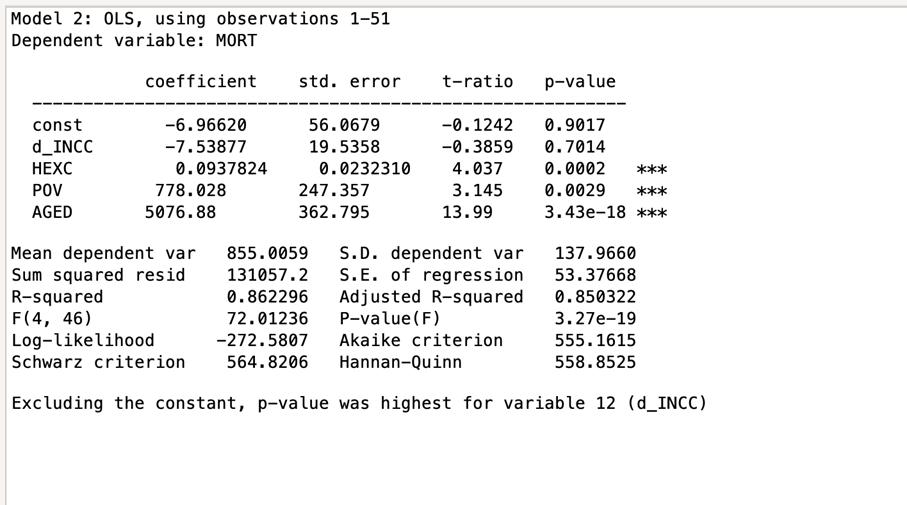 Model 2: OLS, using observations 1-51
Dependent variable: MORT
coefficient std. error t-ratio p-value
---------------------------------------------------------
const -6.96620 56.0679 -0.1242 0.9017
d_INCC -7.53877 19.5358 -0.3859 0.7014
HEXC 0.0937824 0.0232310 4.037 0.0002 ***
POV 778.028 247.357 3.145 0.0029 ***
AGED 5076.88 362.795 13.99 3.43e-18 ***
Mean dependent var 855.0059 S.D. dependent var 137.9660
Sum squared resid 131057.2 S.E. of regression 53.37668
R-squared 0.862296 Adjusted R-squared 0.850322
F(4, 46) 72.01236 P-value(F) 3.27e-19
Log-likelihood -272.5807 Akaike criterion 555.1615
Schwarz criterion 564.8206 Hannan-Quinn 558.8525
Excluding the constant, p-value was highest for variable 12 (d_INCC)